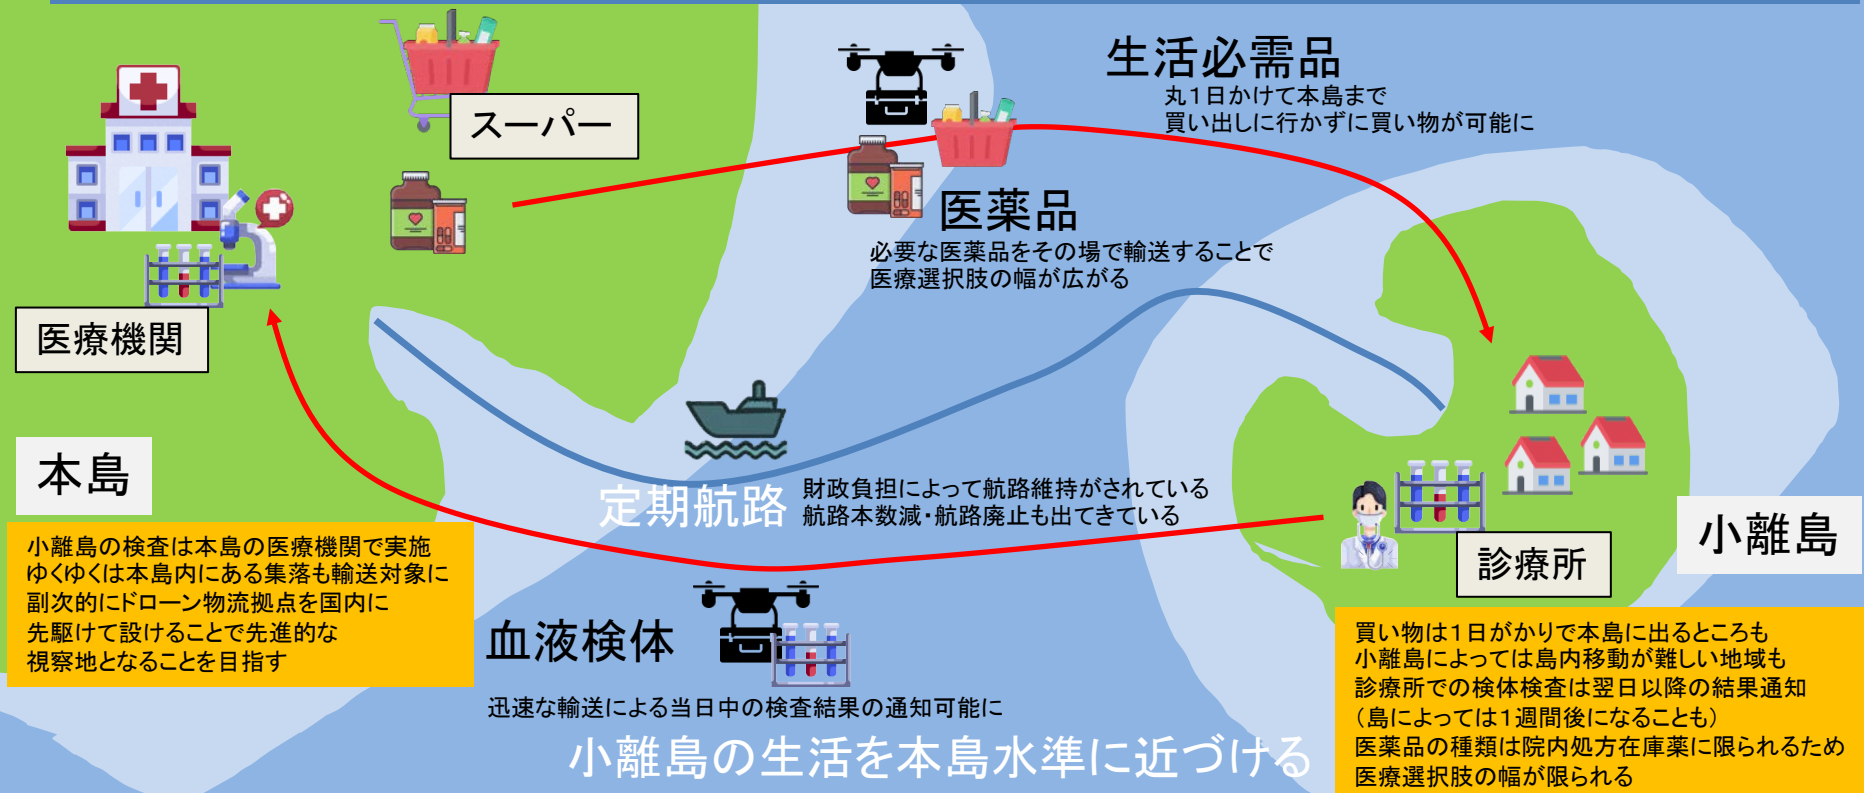 スーパー
生活必需品
丸1日かけて本島まで
買い出しに行かずに買い物が可能に
医薬品
必要な医薬品をその場で輸送することで
医療選択肢の幅が広がる
医療機関
本島
小離島の検査は本島の医療機関で実施
ゆくゆくは本島内にある集落も輸送対象に
副次的にドローン物流拠点を国内に
先駆けて設けることで先進的な
視察地となることを目指す
定期航路
財政負担によって航路維持がされている
航路本数減・航路廃止も出てきている
血液検体
迅速な輸送による当日中の検査結果の通知可能に
診療所
小離島
買い物は1日がかりで本島に出るところも
小離島によっては島内移動が難しい地域も
診療所での検体検査は翌日以降の結果通知
（島によっては1週間後になることも）
医薬品の種類は院内処方在庫薬に限られるため
医療選択肢の幅が限られる
小離島の生活を本島水準に近づける